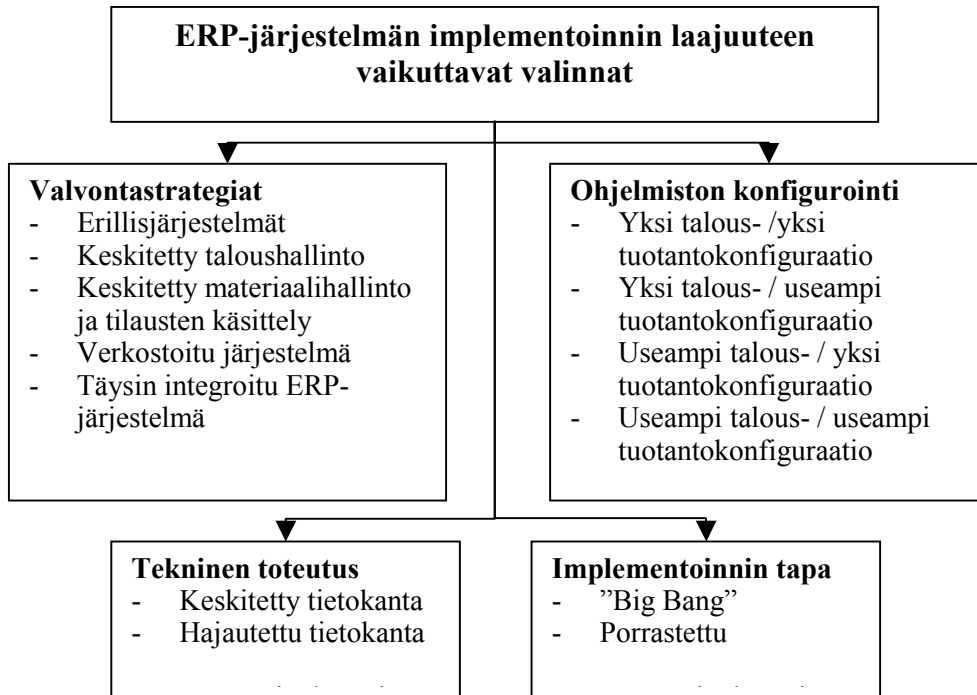 ERP-järjestelmän implementoinnin laajuuteen
vaikuttavat valinnat
Valvontastrategiat
- Erillisjärjestelmät
- Keskitetty taloushallinto
- Keskitetty materiaalihallinto
ja tilausten käsittely
- Verkostoitu järjestelmä
- Täysin integroitu ERP-
järjestelmä
Ohjelmiston konfigurointi
- Yksi talous- /yksi
tuotantokonfiguraatio
- Yksi talous- / useampi
tuotantokonfiguraatio
- Useampi talous- / yksi
tuotantokonfiguraatio
- Useampi talous- / useampi
tuotantokonfiguraatio
Tekninen toteutus
- Keskitetty tietokanta
- Hajautettu tietokanta
Implementoinnin tapa
- ”Big Bang”
- Porrastettu